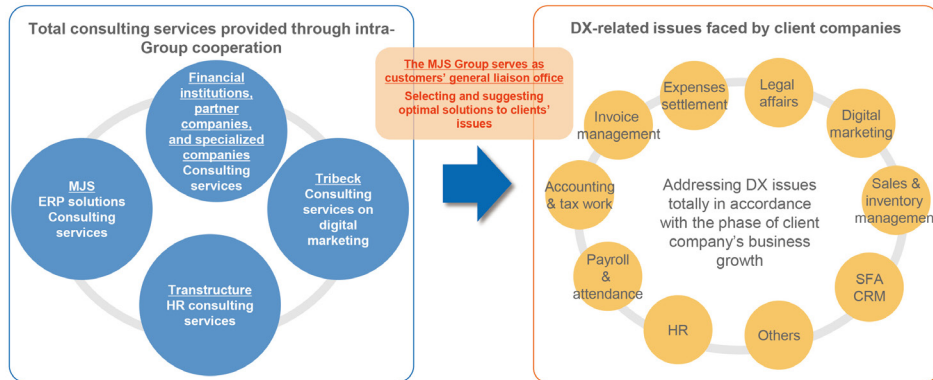 Total consulting services provided through intra-
Group cooperation
Financial
institutions,
partner
companies,
and specialized
companies
Consulting
services
MJS
ERP solutions
Consulting
services
Tribeck
Consulting
services on
digital
marketing
Transtructure
HR consulting
services
The MJS Group serves as
customers' general liaison office
Selecting and suggesting
optimal solutions to clients'
issues
DX-related issues faced by client companies
Expenses
settlement
Legal
affairs
Invoice
management
Digital
marketing
Accounting
& tax work
Sales &
inventory
management
Addressing DX issues
totally in accordance
with the phase of client
company's business
growth
Payroll
&
attendance
SFA
CRM
HR
Others